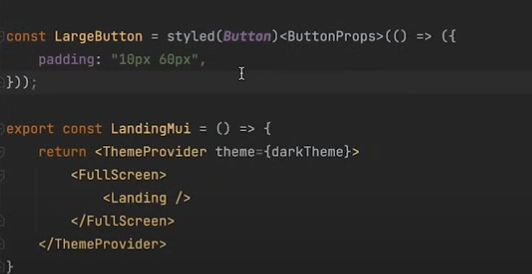 const LargeButton = styled(Button)<ButtonProps>(() => ({
    padding: "10px 60px",
}));
export const LandingMui = () => {
    return <ThemeProvider theme={darkTheme}>
        <FullScreen>
            <Landing />
        </FullScreen>
    </ThemeProvider>
}